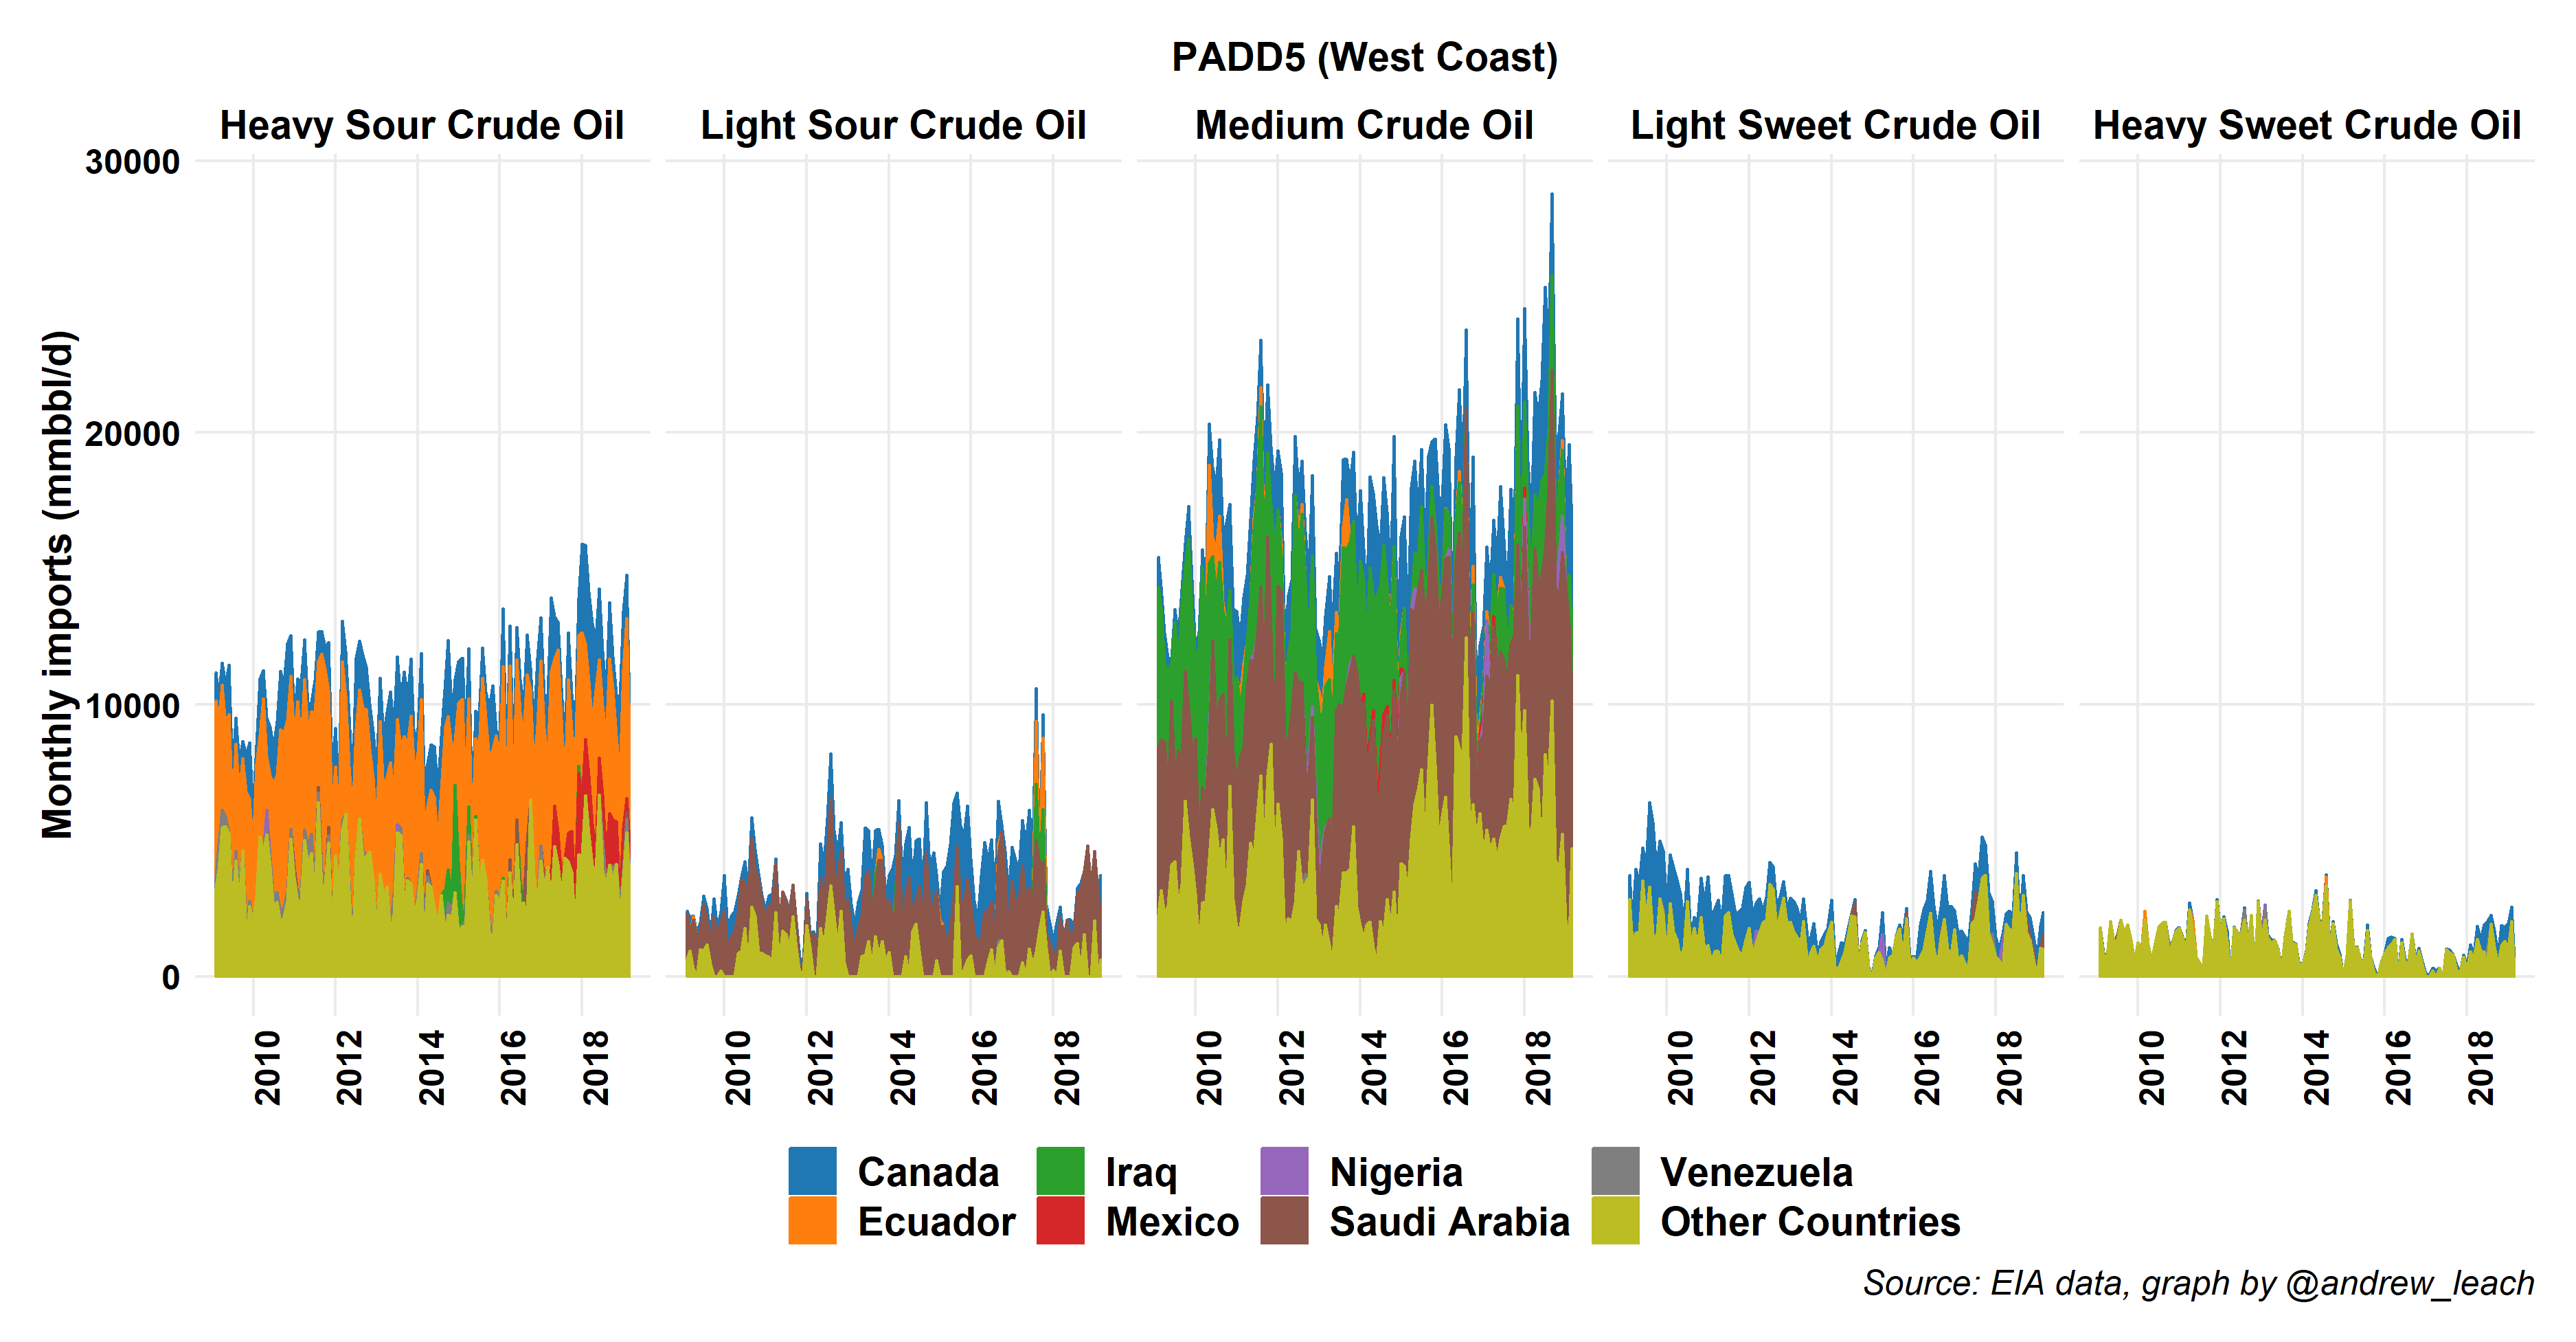 PADD5 (West Coast)
Heavy Sour Crude Oil
Light Sour Crude Oil
Medium Crude Oil
Light Sweet Crude Oil
Heavy Sweet Crude Oil
Monthly imports (mmbbl/d)
30000
20000
10000
0
2010 2012 2014 2016 2018
2010 2012 2014 2016 2018
2010 2012 2014 2016 2018
2010 2012 2014 2016 2018
2010 2012 2014 2016 2018
Canada Iraq Nigeria Venezuela
Ecuador Mexico Saudi Arabia Other Countries
Source: EIA data, graph by @andrew_leach